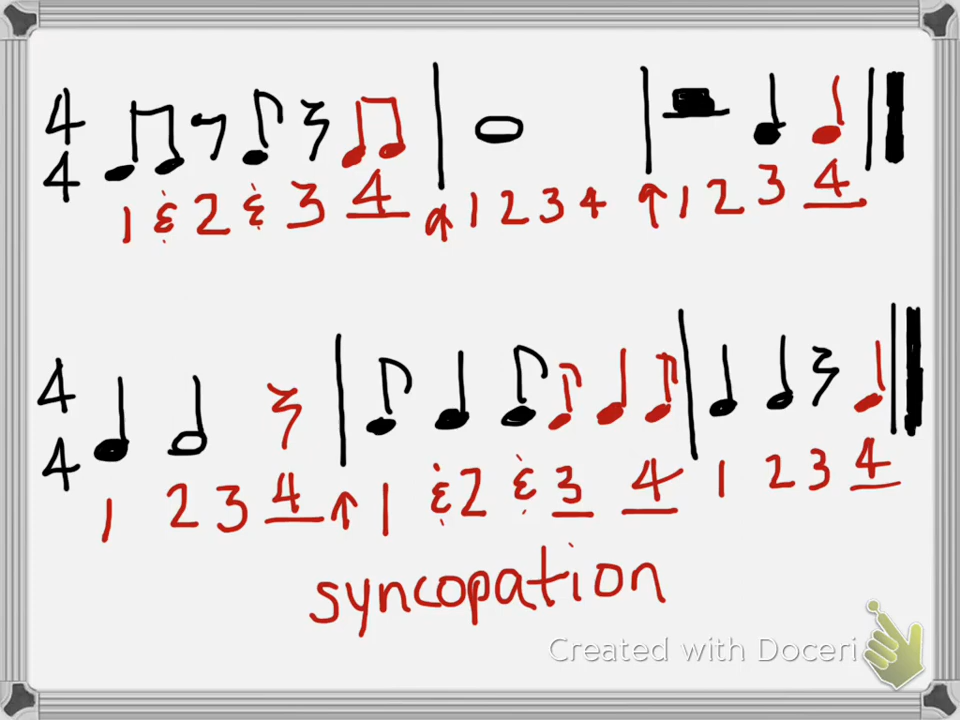 4
4
1 & 2 & 3 4 ↑ 1 2 3 4 ↑ 1 2 3 4
4
4
1 2 3 4 ↑ 1 & 2 & 3 4 1 2 3 4
syncopation
Created with Doceri